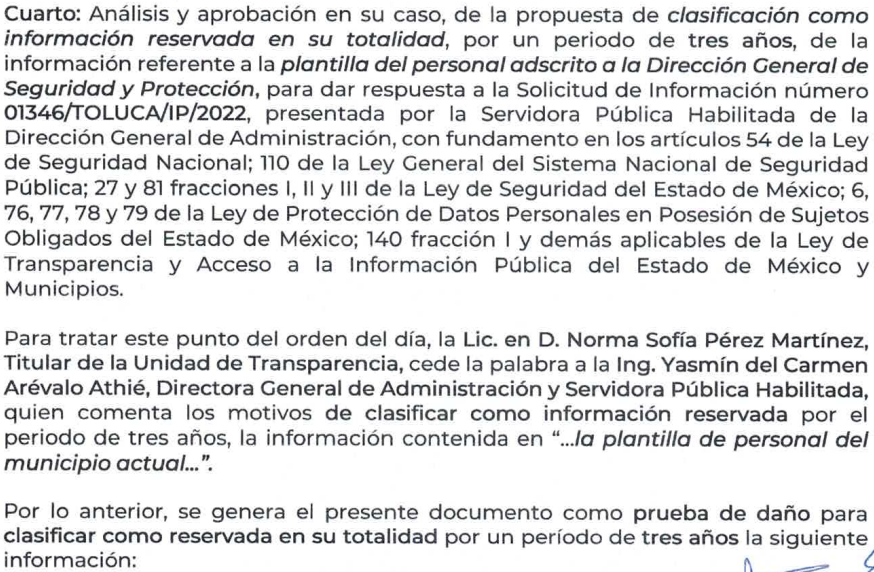 Cuarto: Análisis y aprobación en su caso, de la propuesta de clasificación como
información reservada en su totalidad, por un periodo de tres años, de la
información referente a la plantilla del personal adscrito a la Dirección General de
Seguridad y Protección, para dar respuesta a la Solicitud de Información número
01346/TOLUCA/IP/2022, presentada por la Servidora Pública Habilitada de la
Dirección General de Administración, con fundamento en los artículos 54 de la Ley
de Seguridad Nacional; 110 de la Ley General del Sistema Nacional de Seguridad
Pública; 27 y 81 fracciones I, II y III de la Ley de Seguridad del Estado de México; 6,
76, 77, 78 y 79 de la Ley de Protección de Datos Personales en Posesión de Sujetos
Obligados del Estado de México; 140 fracción I y demás aplicables de la Ley de
Transparencia y Acceso a la Información Pública del Estado de México y
Municipios.
Para tratar este punto del orden del día, la Lic. en D. Norma Sofía Pérez Martínez,
Titular de la Unidad de Transparencia, cede la palabra a la Ing. Yasmín del Carmen
Arévalo Athié, Directora General de Administración y Servidora Pública Habilitada,
quien comenta los motivos de clasificar como información reservada por el
periodo de tres años, la información contenida en “...la plantilla de personal del
municipio actual...”.
Por lo anterior, se genera el presente documento como prueba de daño para
clasificar como reservada en su totalidad por un período de tres años la siguiente
información: